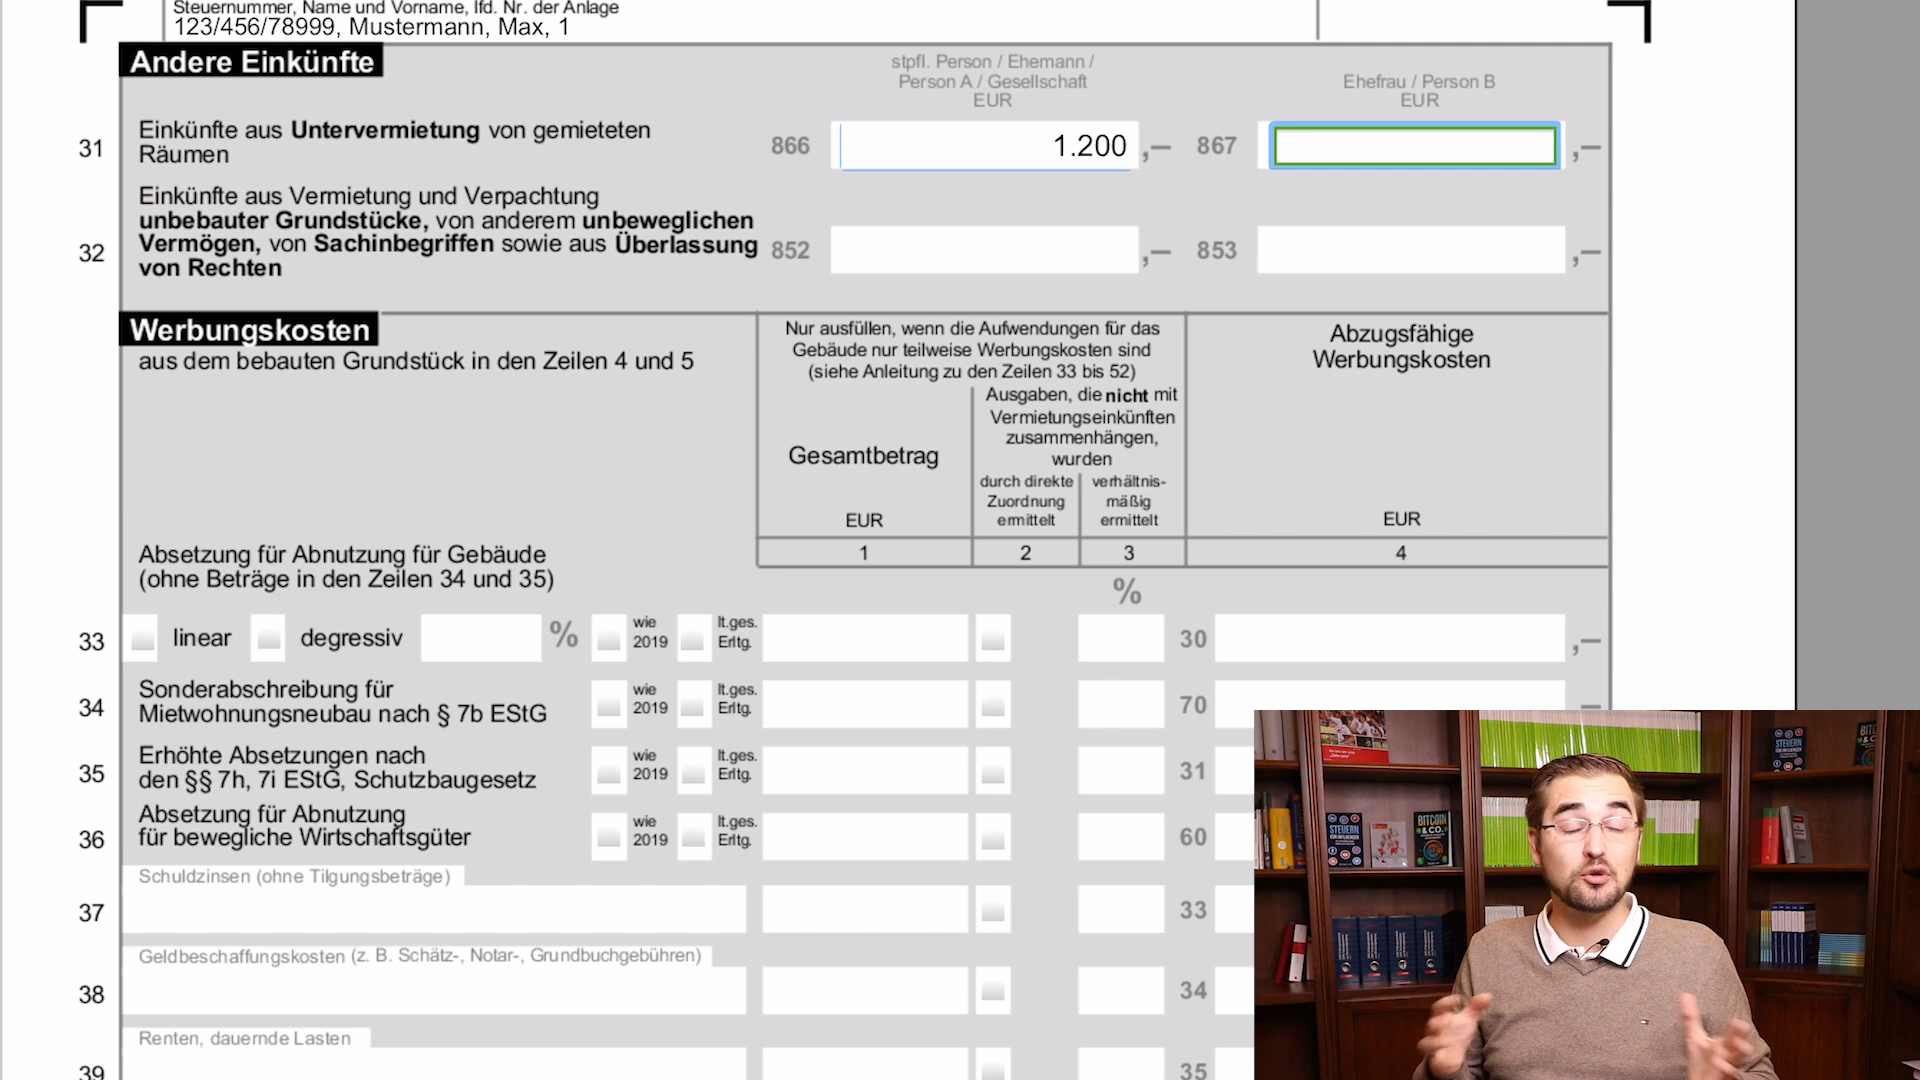 Steuernummer, Name und Vorname, lfd. Nr. der Anlage
123/456/78999, Mustermann, Max, 1
Andere Einkünfte
stpfl. Person / Ehemann /
Person A / Gesellschaft
EUR
Ehefrau / Person B
EUR
31 Einkünfte aus Untervermietung von gemieteten
Räumen
866 1.200 ,– 867 ,–
Einkünfte aus Vermietung und Verpachtung
unbebauter Grundstücke, von anderem unbeweglichen
Vermögen, von Sachinbegriffen sowie aus Überlassung
von Rechten
32 852 ,– 853 ,–
Werbungskosten
aus dem bebauten Grundstück in den Zeilen 4 und 5
Nur ausfüllen, wenn die Aufwendungen für das
Gebäude nur teilweise Werbungskosten sind
(siehe Anleitung zu den Zeilen 33 bis 52)
Abzugsfähige
Werbungskosten
Gesamtbetrag
Ausgaben, die nicht mit
Vermietungseinkünften
zusammenhängen,
wurden
durch direkte
Zuordnung
ermittelt
verhältnis-
mäßig
ermittelt
EUR
EUR
1 2 3 4
Absetzung für Abnutzung für Gebäude
(ohne Beträge in den Zeilen 34 und 35)
%
33 linear degressiv % wie
2019 lt.ges.
Erltg. 30 ,–
34 Sonderabschreibung für
Mietwohnungsneubau nach § 7b EStG
wie
2019 lt.ges.
Erltg. 70 –
35 Erhöhte Absetzungen nach
den §§ 7h, 7i EStG, Schutzbaugesetz
wie
2019 lt.ges.
Erltg. 31
36 Absetzung für Abnutzung
für bewegliche Wirtschaftsgüter
wie
2019 lt.ges.
Erltg. 60
Schuldzinsen (ohne Tilgungsbeträge)
37 33
Geldbeschaffungskosten (z. B. Schätz-, Notar-, Grundbuchgebühren)
38 34
Renten, dauernde Lasten
39 35
STEUERN
BITCOIN
& CO.
STEUERN